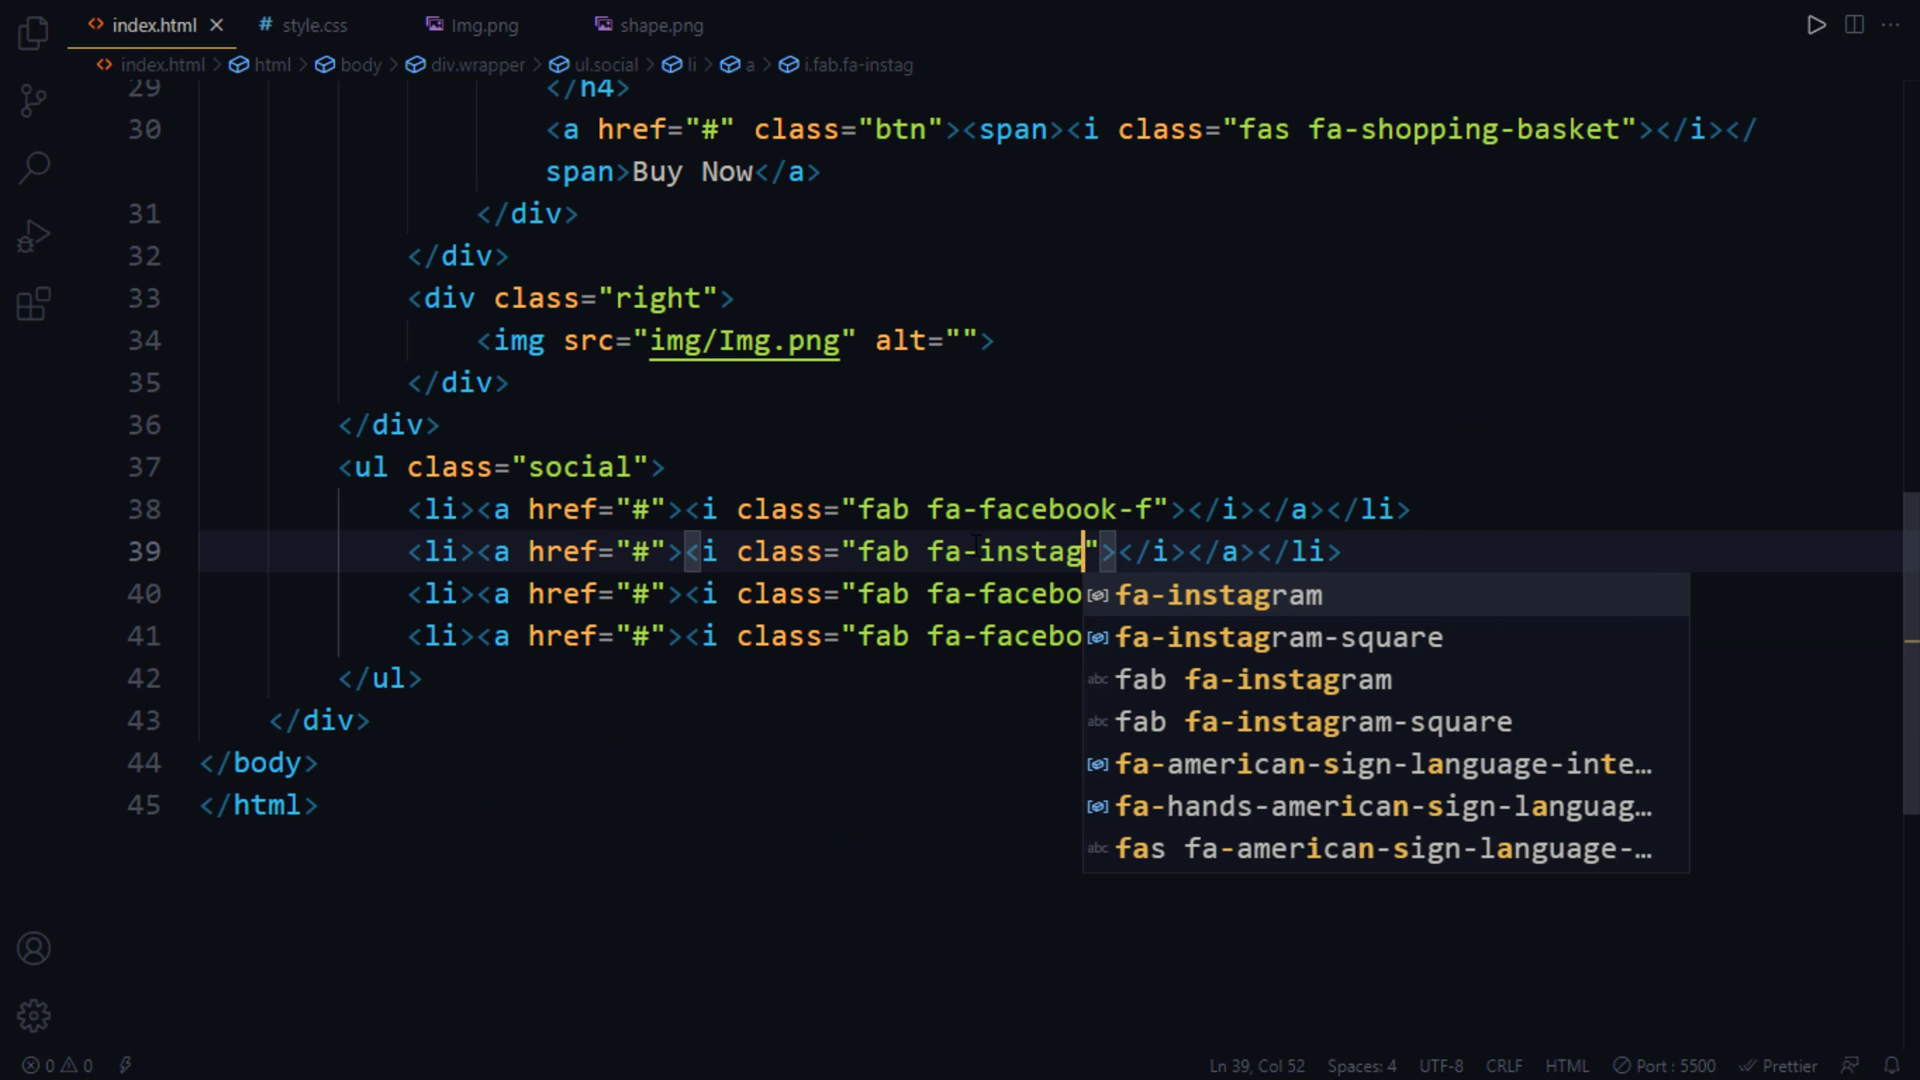 index.html
style.css
Img.png
shape.png
index.html > html > body > div.wrapper > ul.social > li > a > i.fab.fa-instag
29 </h4>
30 <a href="#" class="btn"><span><i class="fas fa-shopping-basket"></i></
span>Buy Now</a>
31 </div>
32 </div>
33 <div class="right">
34 <img src="img/Img.png" alt="">
35 </div>
36 </div>
37 <ul class="social">
38 <li><a href="#"><i class="fab fa-facebook-f"></i></a></li>
39 <li><a href="#"><i class="fab fa-instag"></i></a></li>
40 <li><a href="#"><i class="fab fa-facebo
fa-instagram
41 <li><a href="#"><i class="fab fa-facebo
fa-instagram-square
42 </ul>
fab fa-instagram
43 </div>
fab fa-instagram-square
44 </body>
fa-american-sign-language-inte…
45 </html>
fa-hands-american-sign-languag…
fas fa-american-sign-language-…
0 0
Ln 39, Col 52
Spaces: 4
UTF-8
CRLF
HTML
Port : 5500
Prettier